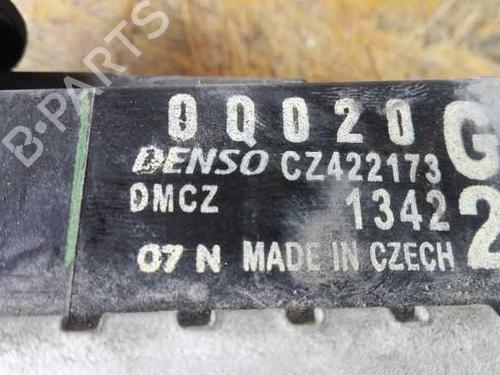 0Q020 G
DENSO CZ422173
DMCZ 1342 2
07 N MADE IN CZECH
B-PARTS